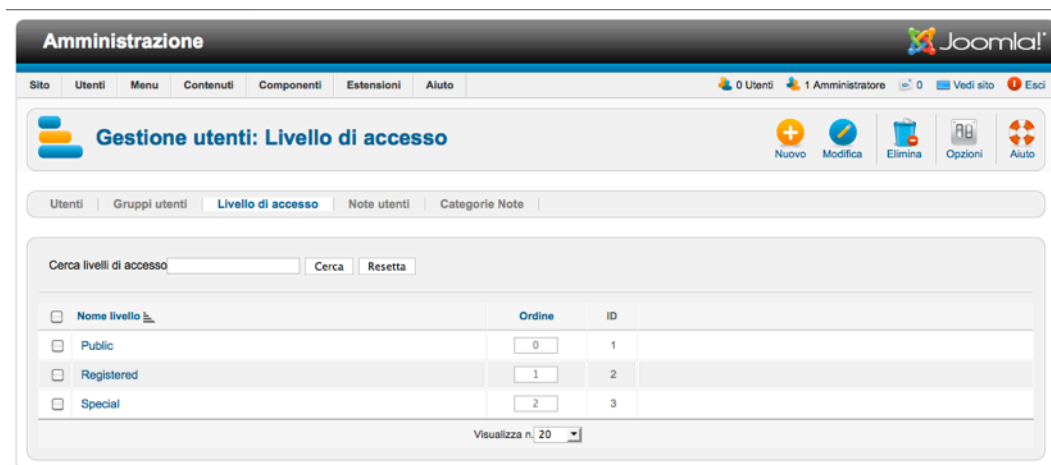 Amministrazione
Joomla!
Sito Utenti Menu Contenuti Componenti Estensioni Aiuto 0 Utenti 1 Amministratore 0 Vedi sito Esci
Gestione utenti: Livello di accesso
Nuovo Modifica Elimina Opzioni Aiuto
Utenti Gruppi utenti Livello di accesso Note utenti Categorie Note
Cerca livelli di accesso Cerca Resetta
Nome livello Ordine ID
Public 0 1
Registered 1 2
Special 2 3
Visualizza n. 20